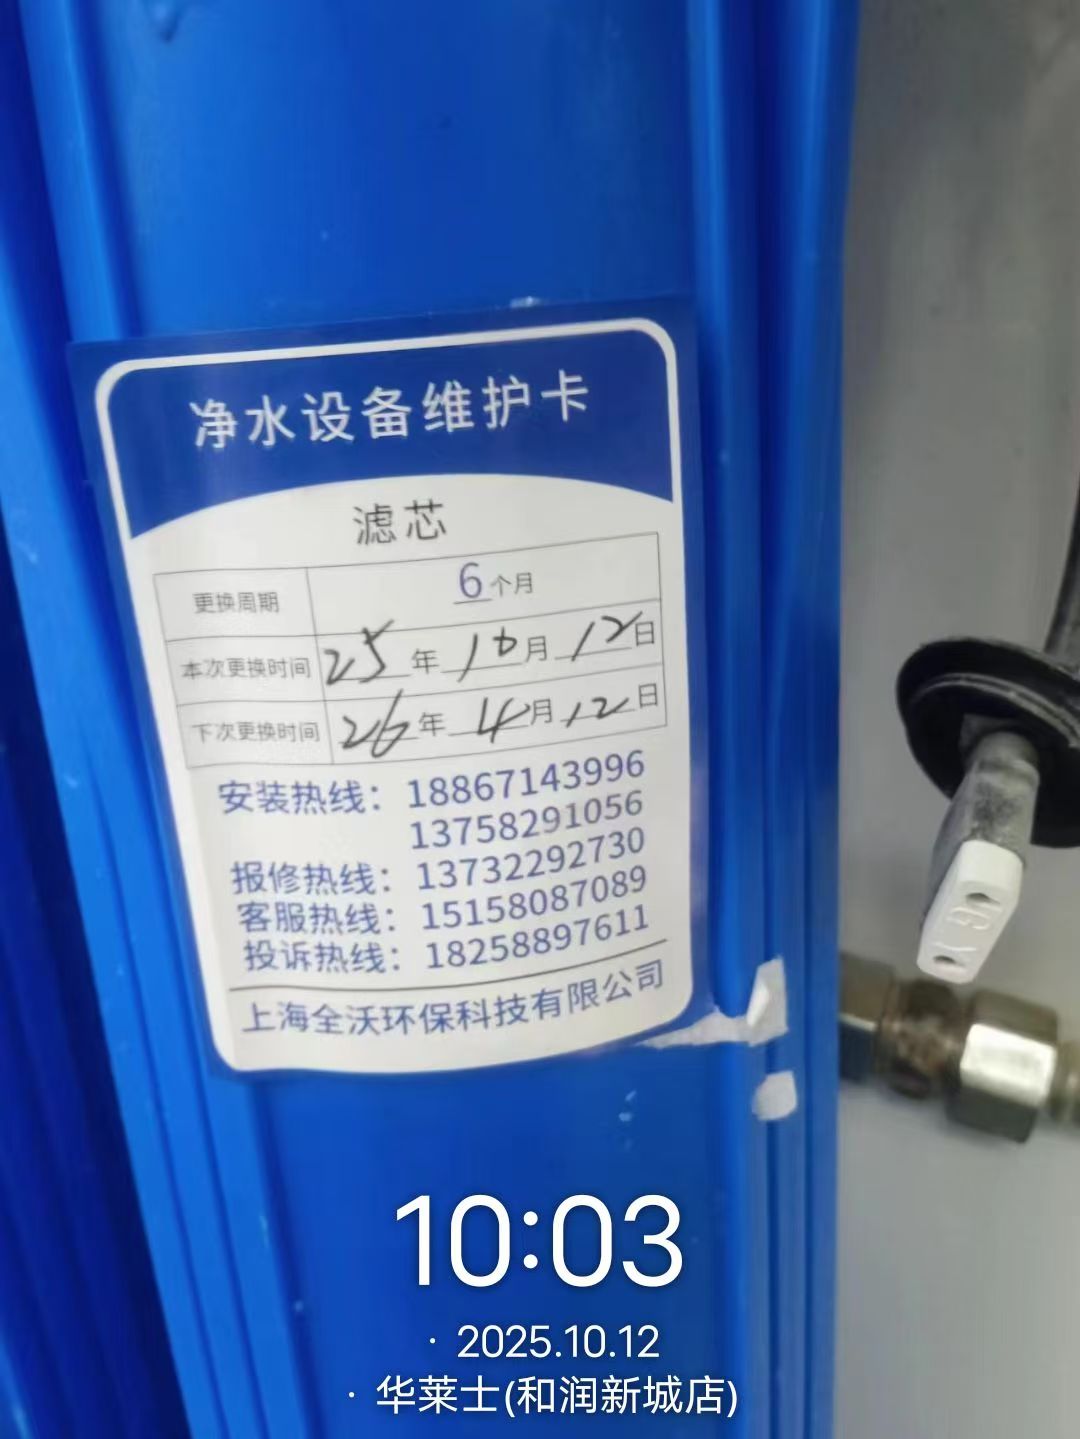 净水设备维护卡
滤芯
更换周期 6个月
本次更换时间 25年10月12日
下次更换时间 26年4月12日
安装热线：18867143996
13758291056
报修热线：13732292730
客服热线：15158087089
投诉热线：18258897611
上海全沃环保科技有限公司
10:03
· 2025.10.12
· 华莱士(和润新城店)